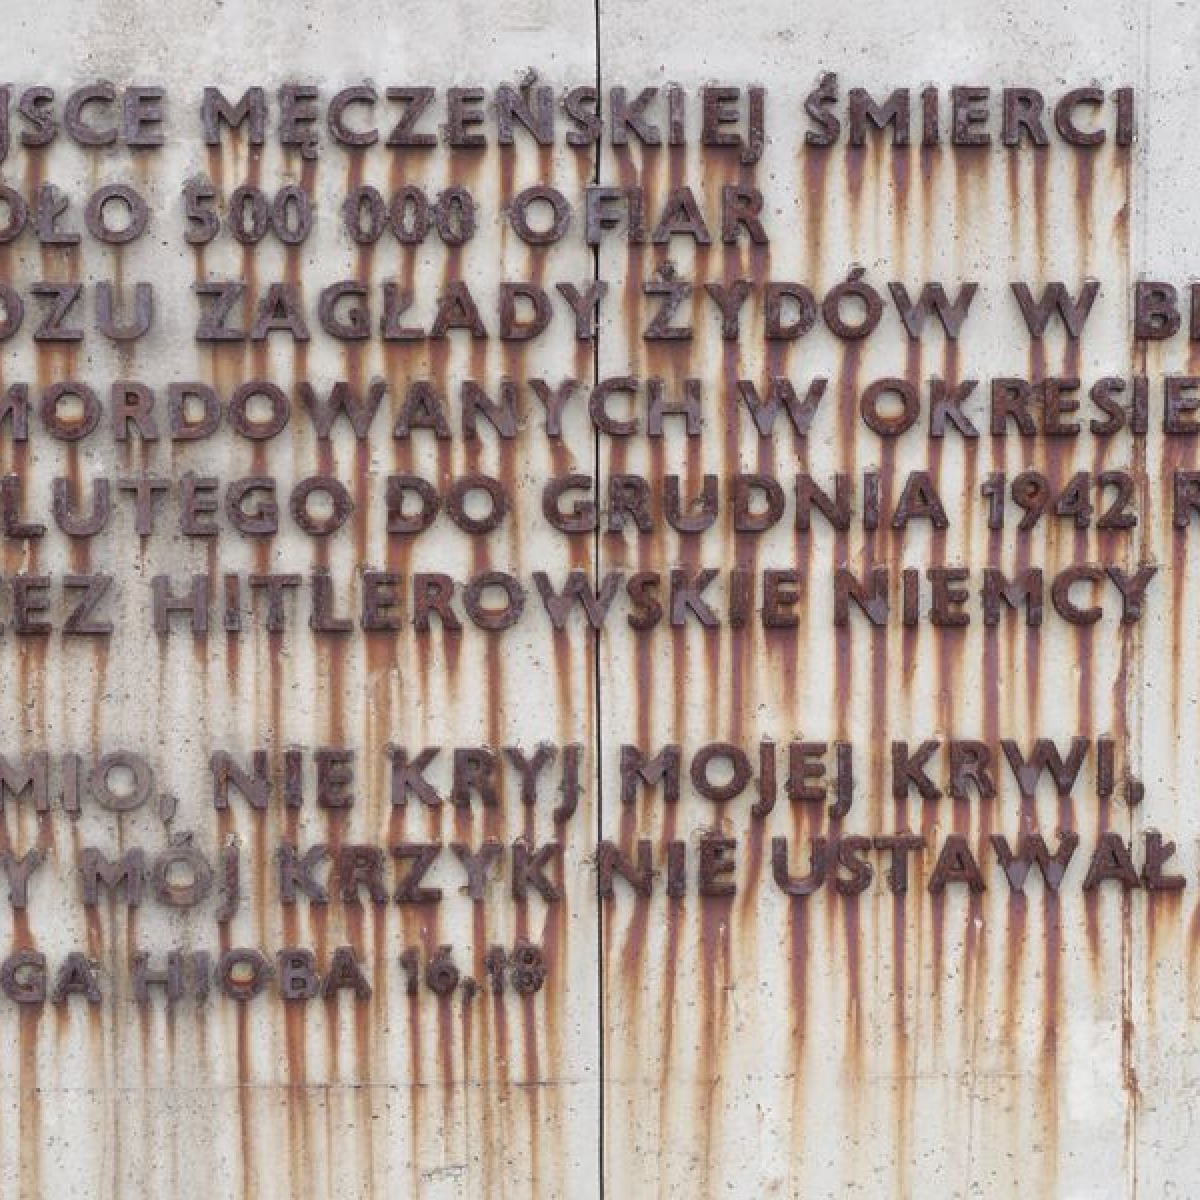 JSCE MĘCZEŃSKIEJ ŚMIERCI
OŁO 500 000 OFIAR
OZU ZAGŁADY ŻYDÓW W BE
MORDOWANYCH W OKRESIE
LUTEGO DO GRUDNIA 1942 R
EZ HITLEROWSKIE NIEMCY
MIO, NIE KRYJ MOJEJ KRWI,
Y MÓJ KRZYK NIE USTAWAŁ
GA HIOBA 16,18